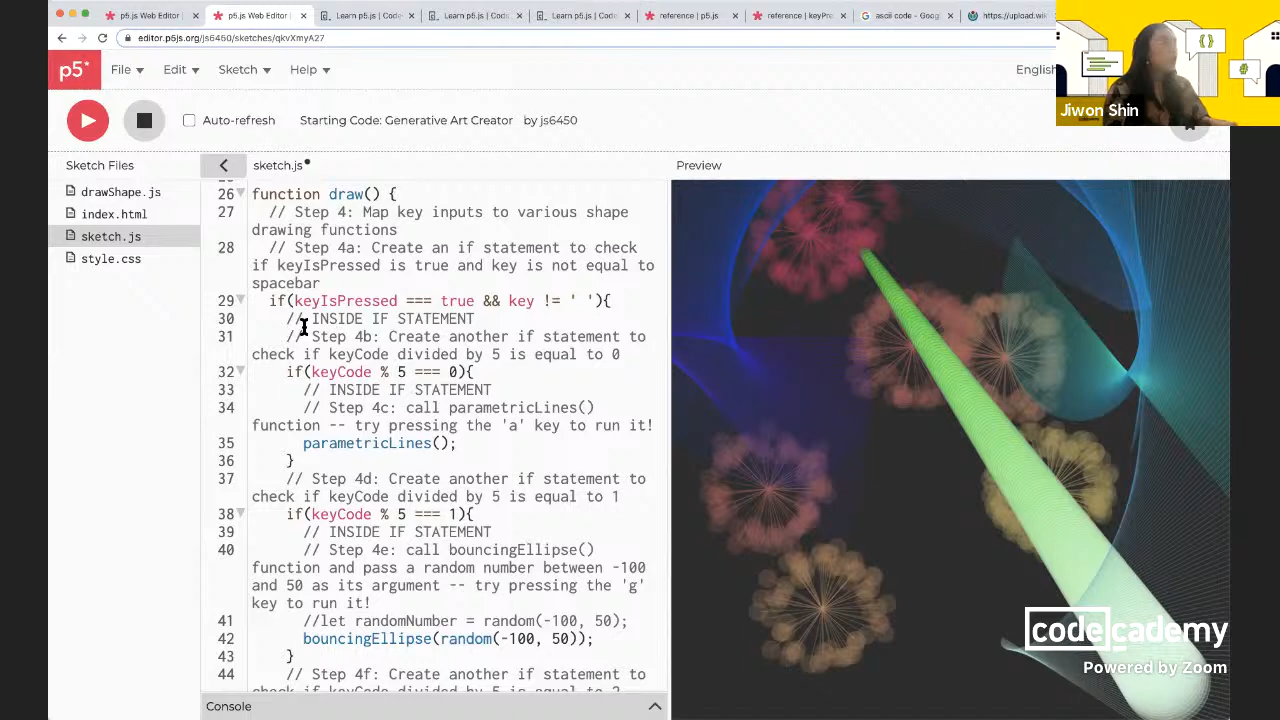 p5.js Web Editor
p5.js Web Editor
Learn p5.js | Cod
Learn p5.js | Code
Learn p5.js | Code
reference | p5.js
reference | keyPre
ascii code - Goog
https://upload.wik
editor.p5js.org/js6450/sketches/qkvXmyA27
p5* File Edit Sketch Help English
Auto-refresh Starting Co
Art Creator by js6450
Jiwon Shin
Sketch Files
sketch.js
Preview
drawShape.js
index.html
sketch.js
style.css
26 function draw() {
27 // Step 4: Map key inputs to various shape
drawing functions
28 // Step 4a: Create an if statement to check
if keyIsPressed is true and key is not equal to
spacebar
29 if(keyIsPressed === true && key != ' '){
30 // INSIDE IF STATEMENT
31 // Step 4b: Create another if statement to
check if keyCode divided by 5 is equal to 0
32 if(keyCode % 5 === 0){
33 // INSIDE IF STATEMENT
34 // Step 4c: call parametricLines()
function -- try pressing the 'a' key to run it!
35 parametricLines();
36 }
37 // Step 4d: Create another if statement to
check if keyCode divided by 5 is equal to 1
38 if(keyCode % 5 === 1){
39 // INSIDE IF STATEMENT
40 // Step 4e: call bouncingEllipse()
function and pass a random number between -100
and 50 as its argument -- try pressing the 'g'
key to run it!
41 //let randomNumber = random(-100, 50);
42 bouncingEllipse(random(-100, 50));
43 }
44 // Step 4f: Create another if statement to
Console
codecademy
Powered by Zoom